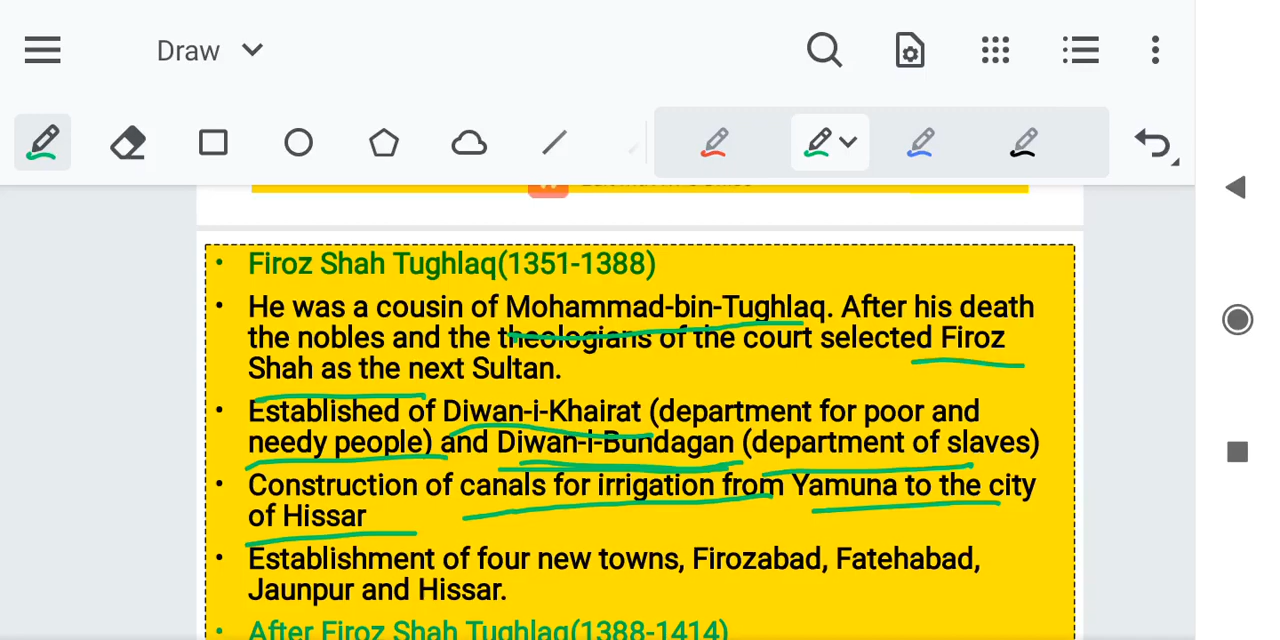 Draw
• Firoz Shah Tughlaq(1351-1388)
• He was a cousin of Mohammad-bin-Tughlaq. After his death
the nobles and the theologians of the court selected Firoz
Shah as the next Sultan.
• Established of Diwan-i-Khairat (department for poor and
needy people) and Diwan-l-Bundagan (department of slaves)
• Construction of canals for irrigation from Yamuna to the city
of Hissar
• Establishment of four new towns, Firozabad, Fatehabad,
Jaunpur and Hissar.
• After Firoz Shah Tughlaq(1388-1414)